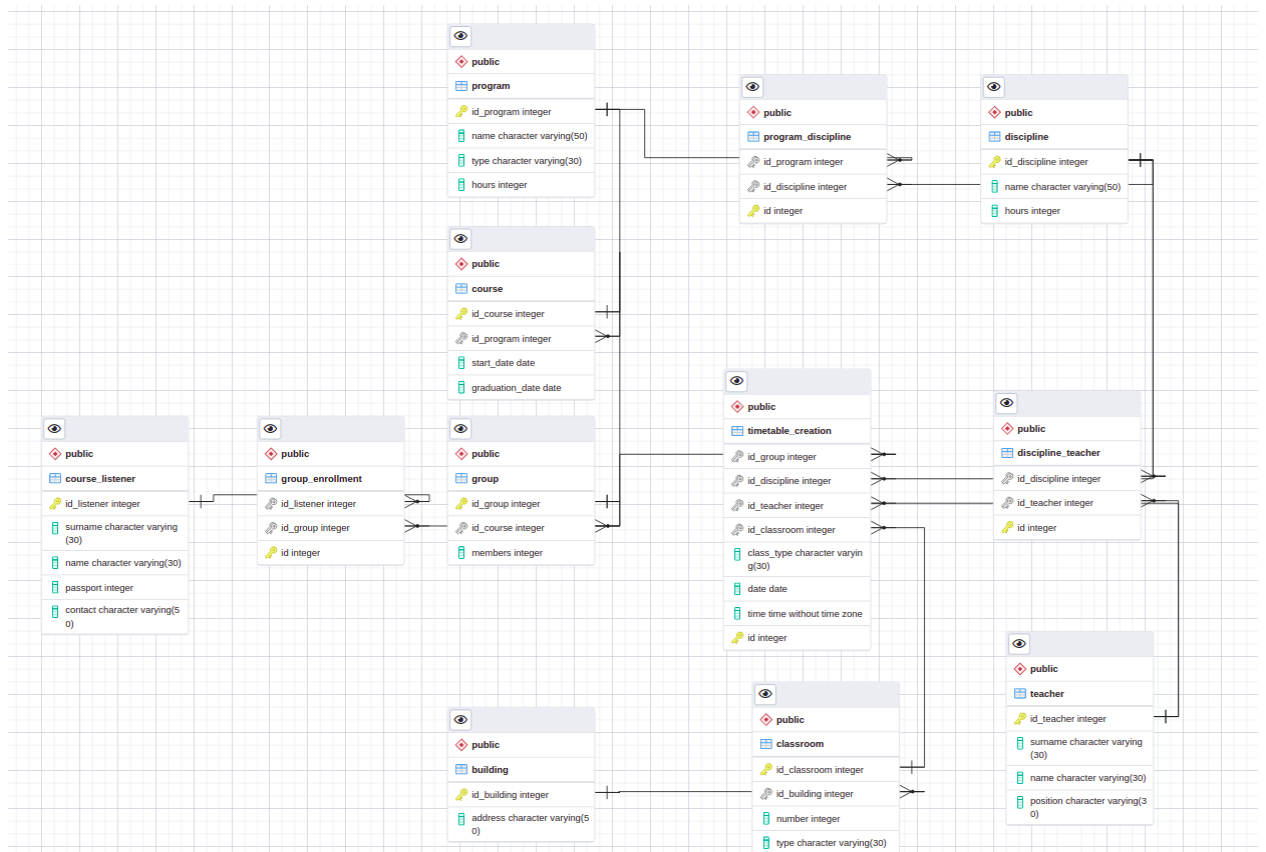 public
program
id_program integer
name character varying(50)
type character varying(30)
hours integer
public
program_discipline
id_program integer
id_discipline integer
id integer
public
discipline
id_discipline integer
name character varying(50)
hours integer
public
course
id_course integer
id_program integer
start_date date
graduation_date date
public
course_listener
id_listener integer
surname character varying
(30)
name character varying(30)
passport integer
contact character varying(5
0)
public
group_enrollment
id_listener integer
id_group integer
id integer
public
group
id_group integer
id_course integer
members integer
public
timetable_creation
id_group integer
id_discipline integer
id_teacher integer
id_classroom integer
class_type character varyin
g(30)
date date
time time without time zone
id integer
public
discipline_teacher
id_discipline integer
id_teacher integer
id integer
public
building
id_building integer
address character varying(5
0)
public
classroom
id_classroom integer
id_building integer
number integer
type character varying(30)
public
teacher
id_teacher integer
surname character varying
(30)
name character varying(30)
position character varying(3
0)